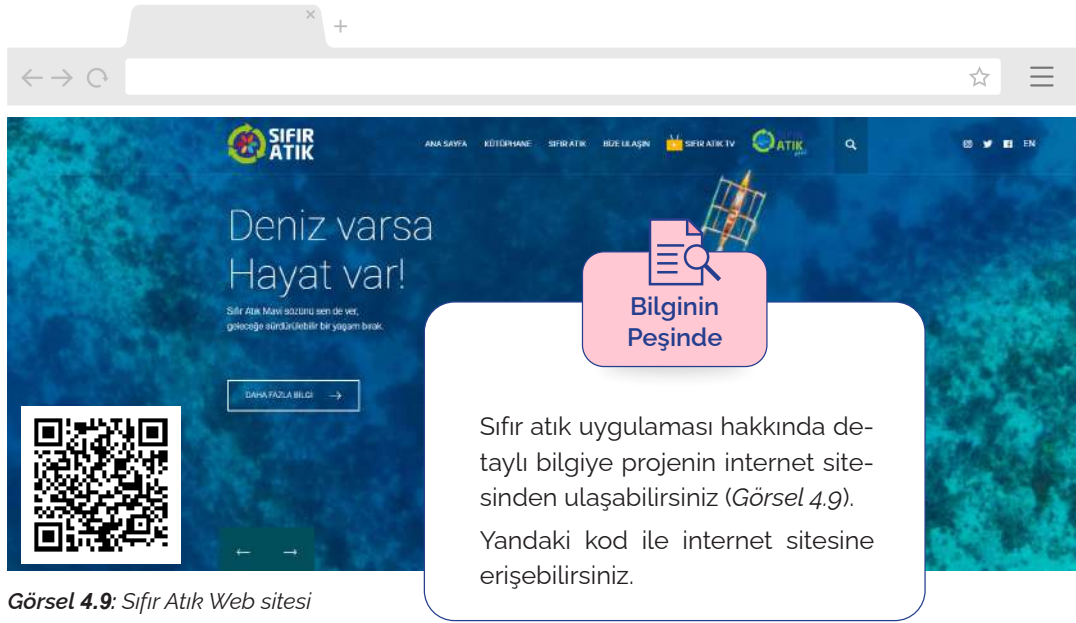 SIFIR
ATIK
ANA SAYFA KÜTÜPHANE SIFIR ATIK BİZE ULAŞIN SIFIR ATIK TV ATIK
EN
Deniz varsa
Hayat var!
Sıfır Atık Mavi sözünü sen de ver,
geleceğe sürdürülebilir bir yaşam bırak.
DAHA FAZLA BİLGİ
Bilginin
Peşinde
Sıfır atık uygulaması hakkında de-
taylı bilgiye projenin internet site-
sinden ulaşabilirsiniz (Görsel 4.9).
Yandaki kod ile internet sitesine
erişebilirsiniz.
Görsel 4.9: Sıfır Atık Web sitesi